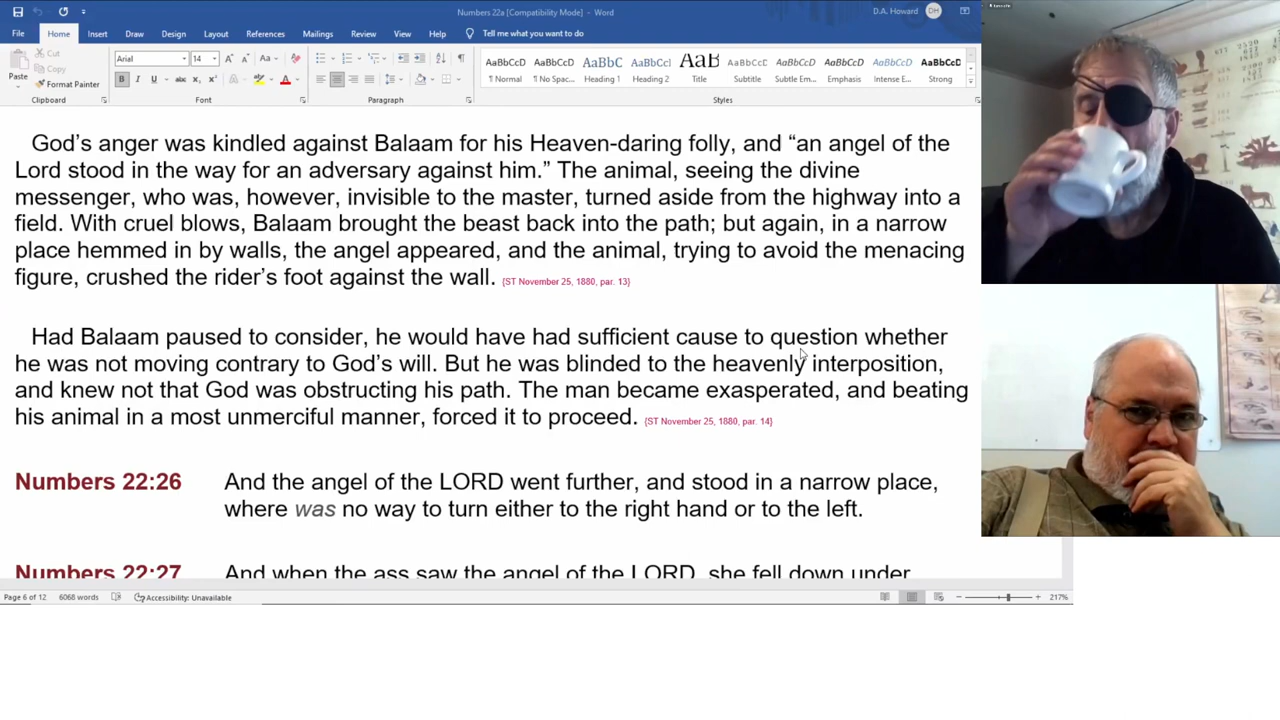 Numbers 22a [Compatibility Mode] - Word
D.A. Howard
DH
File Home Insert Draw Design Layout References Mailings Review View Help Tell me what you want to do
Paste
Cut
Copy
Format Painter
Arial
14
Clipboard
Font
Paragraph
AaBbCcD AaBbCcD AaBbC AaBbCcD AaB AaBbCcD AaBbCcD AaBbCcD AaBbCcD AaBbCcD
¶ Normal ¶ No Spac... Heading 1 Heading 2 Title Subtitle Subtle Em... Emphasis Intense E... Strong
Styles
God’s anger was kindled against Balaam for his Heaven-daring folly, and “an angel of the
Lord stood in the way for an adversary against him.” The animal, seeing the divine
messenger, who was, however, invisible to the master, turned aside from the highway into a
field. With cruel blows, Balaam brought the beast back into the path; but again, in a narrow
place hemmed in by walls, the angel appeared, and the animal, trying to avoid the menacing
figure, crushed the rider’s foot against the wall. {ST November 25, 1880, par. 13}
Had Balaam paused to consider, he would have had sufficient cause to question whether
he was not moving contrary to God’s will. But he was blinded to the heavenly interposition,
and knew not that God was obstructing his path. The man became exasperated, and beating
his animal in a most unmerciful manner, forced it to proceed. {ST November 25, 1880, par. 14}
Numbers 22:26 And the angel of the LORD went further, and stood in a narrow place,
where was no way to turn either to the right hand or to the left.
Numbers 22:27 And when the ass saw the angel of the LORD, she fell down under
Page 6 of 12 6068 words Accessibility: Unavailable 217%